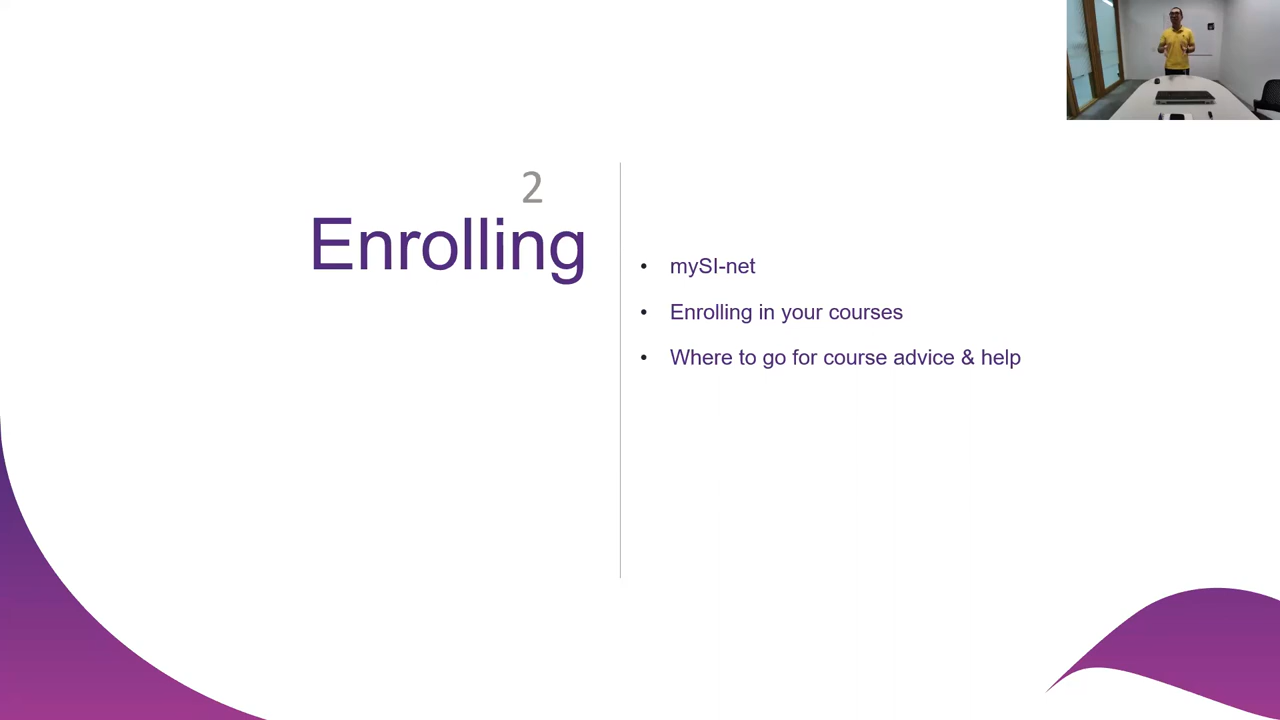 2
Enrolling
• mySI-net
• Enrolling in your courses
• Where to go for course advice & help